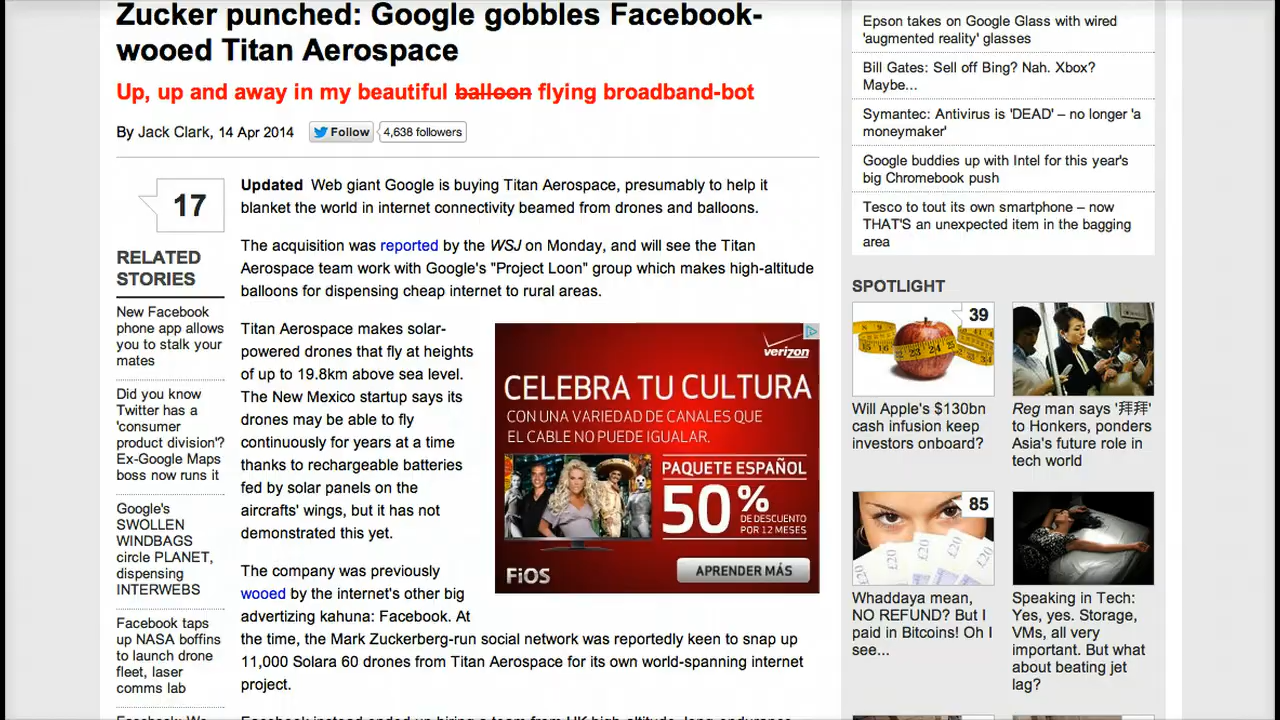 Zucker punched: Google gobbles Facebook-
wooed Titan Aerospace
Up, up and away in my beautiful balloon flying broadband-bot
By Jack Clark, 14 Apr 2014
Follow
4,638 followers
17
RELATED
STORIES
New Facebook
phone app allows
you to stalk your
mates
Did you know
Twitter has a
'consumer
product division'?
Ex-Google Maps
boss now runs it
Google's
SWOLLEN
WINDBAGS
circle PLANET,
dispensing
INTERWEBS
Facebook taps
up NASA boffins
to launch drone
fleet, laser
comms lab
Facebook: We
Updated Web giant Google is buying Titan Aerospace, presumably to help it
blanket the world in internet connectivity beamed from drones and balloons.
The acquisition was reported by the WSJ on Monday, and will see the Titan
Aerospace team work with Google's "Project Loon" group which makes high-altitude
balloons for dispensing cheap internet to rural areas.
Titan Aerospace makes solar-
powered drones that fly at heights
of up to 19.8km above sea level.
The New Mexico startup says its
drones may be able to fly
continuously for years at a time
thanks to rechargeable batteries
fed by solar panels on the
aircrafts' wings, but it has not
demonstrated this yet.
The company was previously
wooed by the internet's other big
advertizing kahuna: Facebook. At
the time, the Mark Zuckerberg-run social network was reportedly keen to snap up
11,000 Solara 60 drones from Titan Aerospace for its own world-spanning internet
project.
Facebook instead ended up hiring a team from UK high-altitude, long-endurance
verizon
CELEBRA TU CULTURA
CON UNA VARIEDAD DE CANALES QUE
EL CABLE NO PUEDE IGUALAR.
PAQUETE ESPAÑOL
50%
DE DESCUENTO
POR 12 MESES
FiOS
APRENDER MÁS
Epson takes on Google Glass with wired
'augmented reality' glasses
Bill Gates: Sell off Bing? Nah. Xbox?
Maybe...
Symantec: Antivirus is 'DEAD' – no longer 'a
moneymaker'
Google buddies up with Intel for this year's
big Chromebook push
Tesco to tout its own smartphone – now
THAT'S an unexpected item in the bagging
area
SPOTLIGHT
39
Will Apple's $130bn
cash infusion keep
investors onboard?
Reg man says '拜拜'
to Honkers, ponders
Asia's future role in
tech world
85
£20
£20
£20
Whaddaya mean,
NO REFUND? But I
paid in Bitcoins! Oh I
see...
Speaking in Tech:
Yes, yes. Storage,
VMs, all very
important. But what
about beating jet
lag?